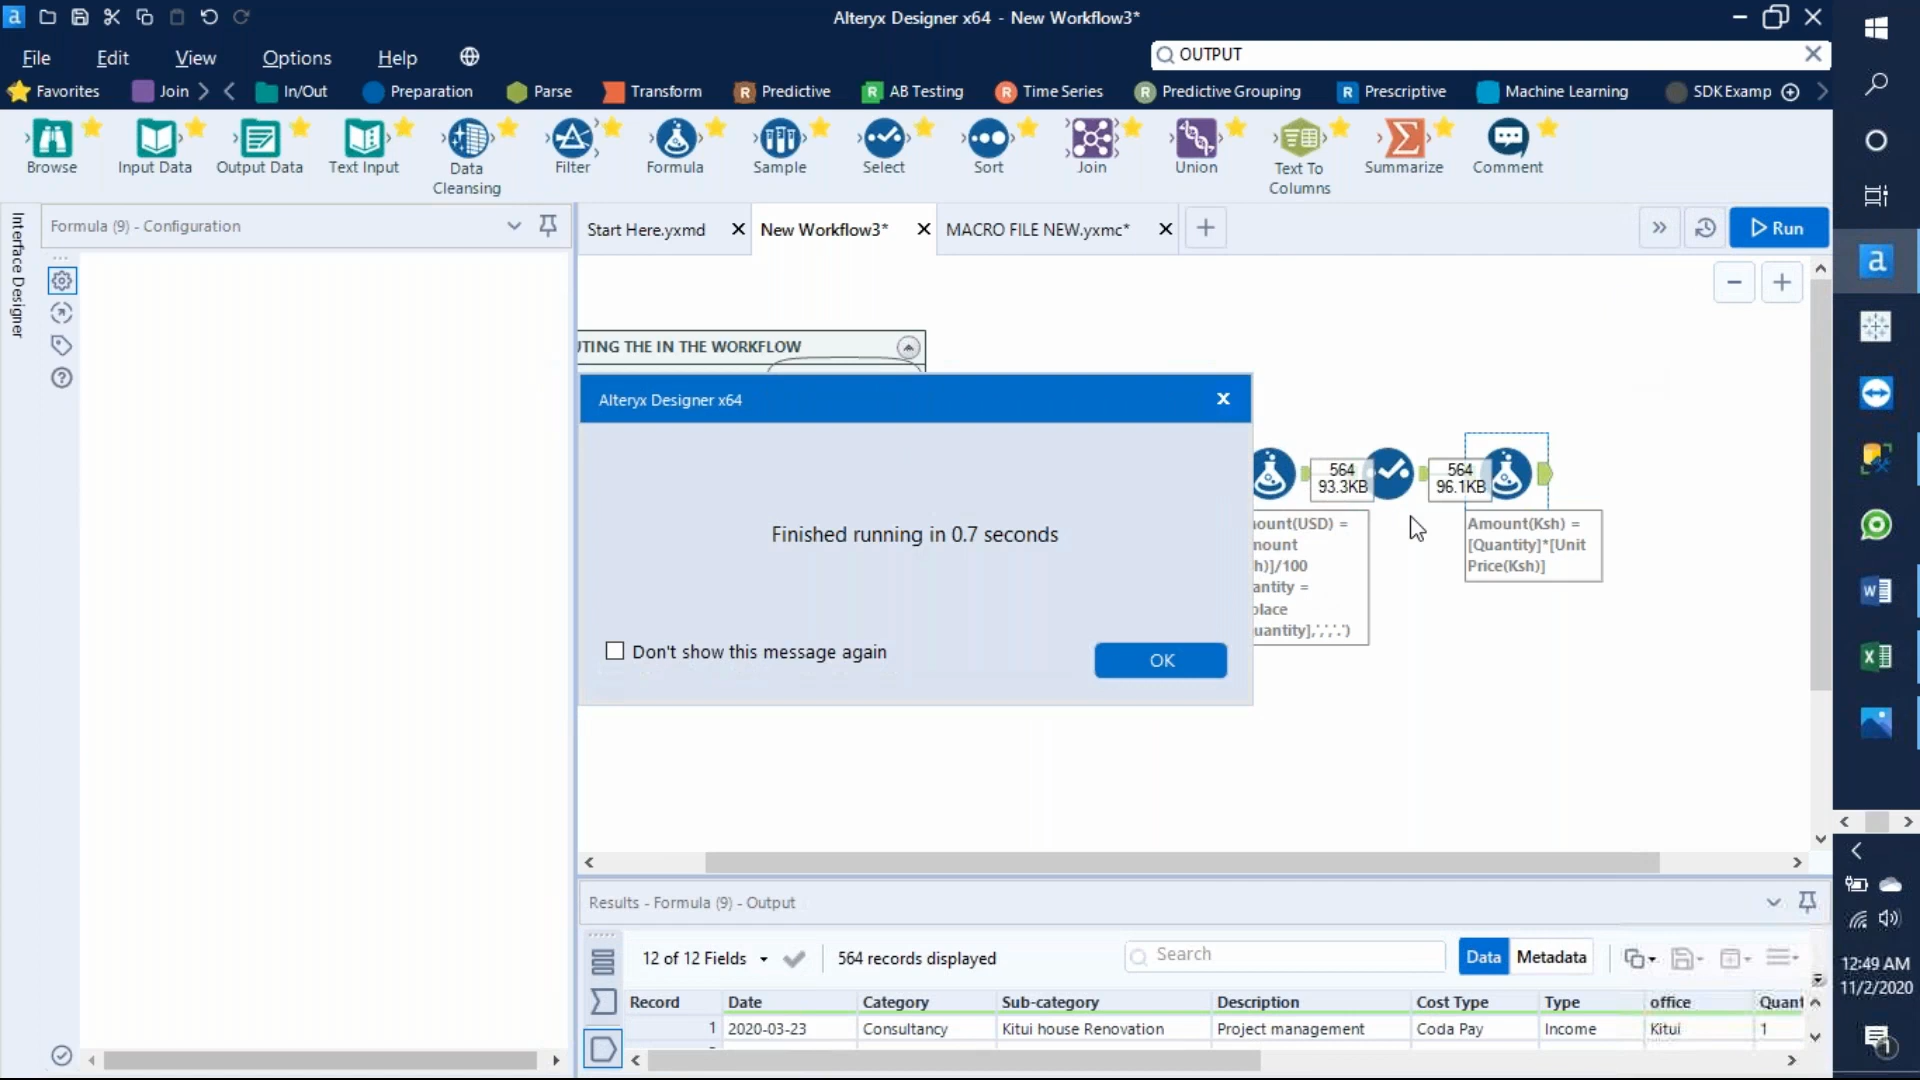 Alteryx Designer x64 - New Workflow3*
File Edit View Options Help
OUTPUT
Favorites Join In/Out Preparation Parse Transform Predictive AB Testing Time Series Predictive Grouping Prescriptive Machine Learning SDK Examp
Browse Input Data Output Data Text Input Data Cleansing Filter Formula Sample Select Sort Join Union Text To Columns Summarize Comment
Interface Designer
Formula (9) - Configuration
Start Here.yxmd New Workflow3* MACRO FILE NEW.yxmc* Run
UTING THE IN THE WORKFLOW
Alteryx Designer x64
Finished running in 0.7 seconds
Don't show this message again
OK
564
93.3KB
564
96.1KB
ount(USD) =
nount
h)]/100
antity =
place
uantity],',','.')
Amount(Ksh) =
[Quantity]*[Unit
Price(Ksh)]
Results - Formula (9) - Output
12 of 12 Fields 564 records displayed Search Data Metadata
Record Date Category Sub-category Description Cost Type Type office Quant
1 2020-03-23 Consultancy Kitui house Renovation Project management Coda Pay Income Kitui 1
12:49 AM
11/2/2020
1